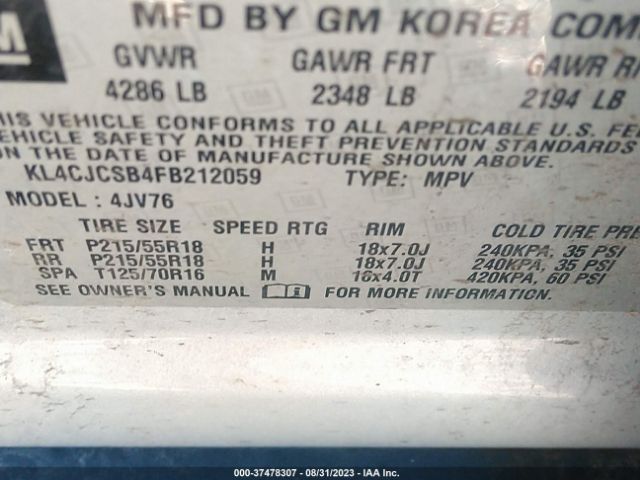 GM
MFD BY GM KOREA COM
GVWR GAWR FRT GAWR R
4286 LB 2348 LB 2194 LB
HIS VEHICLE CONFORMS TO ALL APPLICABLE U.S. FE
EHICLE SAFETY AND THEFT PREVENTION STANDARDS
N THE DATE OF MANUFACTURE SHOWN ABOVE.
KL4CJCSB4FB212059 TYPE: MPV
MODEL : 4JV76
TIRE SIZE SPEED RTG RIM COLD TIRE PRE
FRT P215/55R18 H 18x7.0J 240KPA, 35 PSI
RR P215/55R18 H 18x7.0J 240KPA, 35 PSI
SPA T125/70R16 M 16x4.0T 420KPA, 60 PSI
SEE OWNER'S MANUAL FOR MORE INFORMATION.
000-37478307 - 08/31/2023 - IAA Inc.